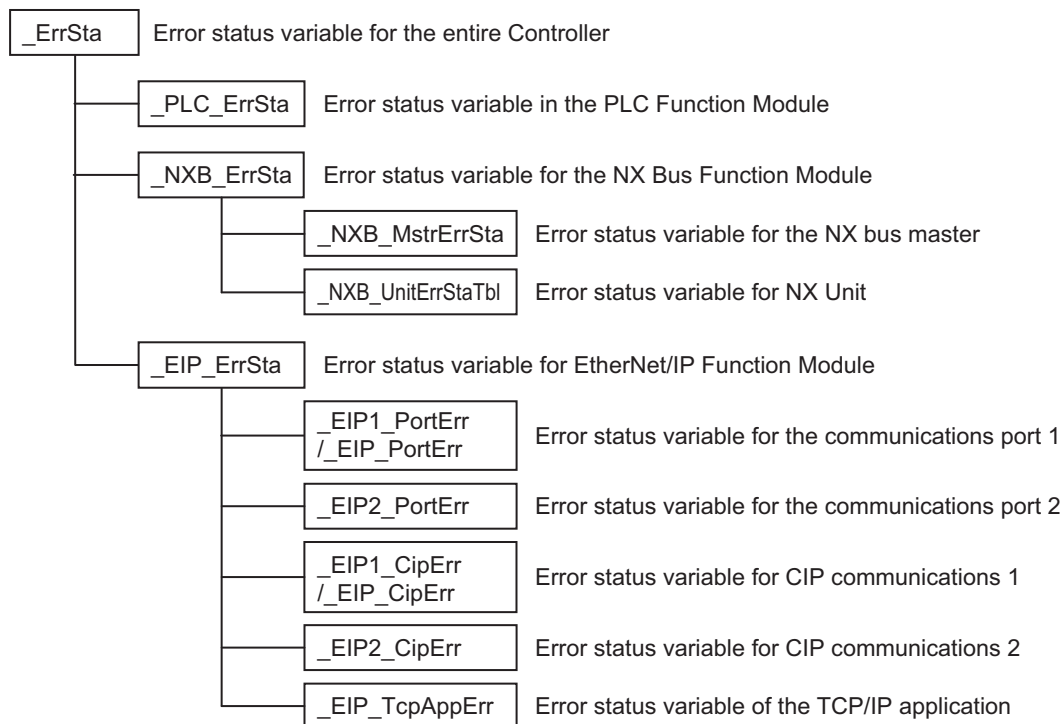 _ErrSta Error status variable for the entire Controller
_PLC_ErrSta Error status variable in the PLC Function Module
_NXB_ErrSta Error status variable for the NX Bus Function Module
_NXB_MstrErrSta Error status variable for the NX bus master
_NXB_UnitErrStaTbl Error status variable for NX Unit
_EIP_ErrSta Error status variable for EtherNet/IP Function Module
_EIP1_PortErr
/_EIP_PortErr Error status variable for the communications port 1
_EIP2_PortErr Error status variable for the communications port 2
_EIP1_CipErr
/_EIP_CipErr Error status variable for CIP communications 1
_EIP2_CipErr Error status variable for CIP communications 2
_EIP_TcpAppErr Error status variable of the TCP/IP application